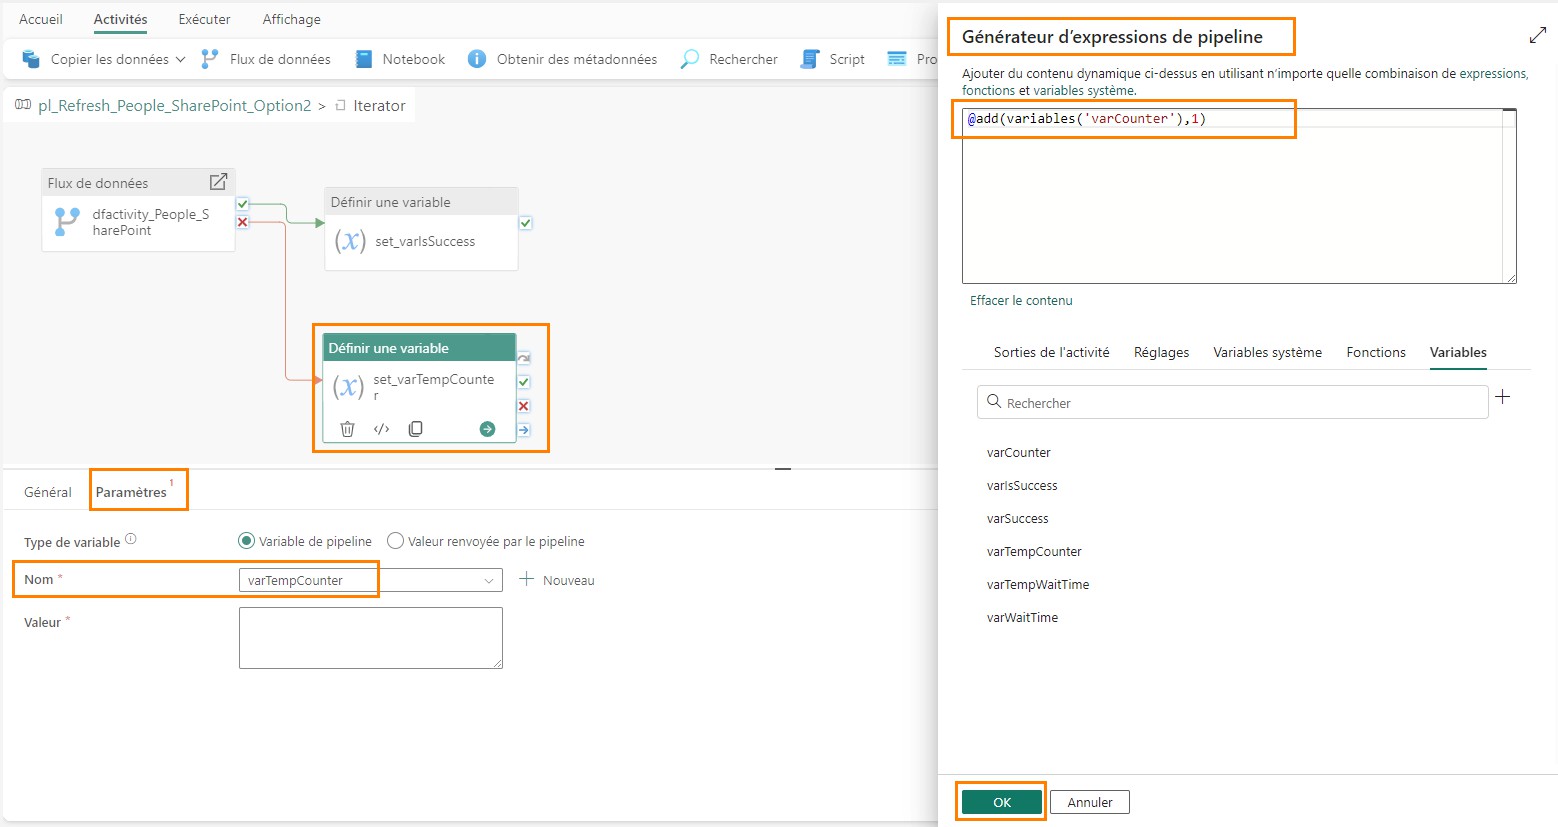 Accueil Activités Exécuter Affichage
Copier les données Flux de données Notebook Obtenir des métadonnées Rechercher Script Pro
pl_Refresh_People_SharePoint_Option2 > Iterator
Flux de données
dfactivity_People_S
harePoint
Définir une variable
(x) set_varIsSuccess
Définir une variable
(x) set_varTempCounte
r
Général Paramètres 1
Type de variable Variable de pipeline Valeur renvoyée par le pipeline
Nom * varTempCounter + Nouveau
Valeur *
Générateur d’expressions de pipeline
Ajouter du contenu dynamique ci-dessus en utilisant n’importe quelle combinaison de expressions,
fonctions et variables système.
@add(variables('varCounter'),1)
Effacer le contenu
Sorties de l’activité Réglages Variables système Fonctions Variables
Rechercher
varCounter
varIsSuccess
varSuccess
varTempCounter
varTempWaitTime
varWaitTime
OK Annuler